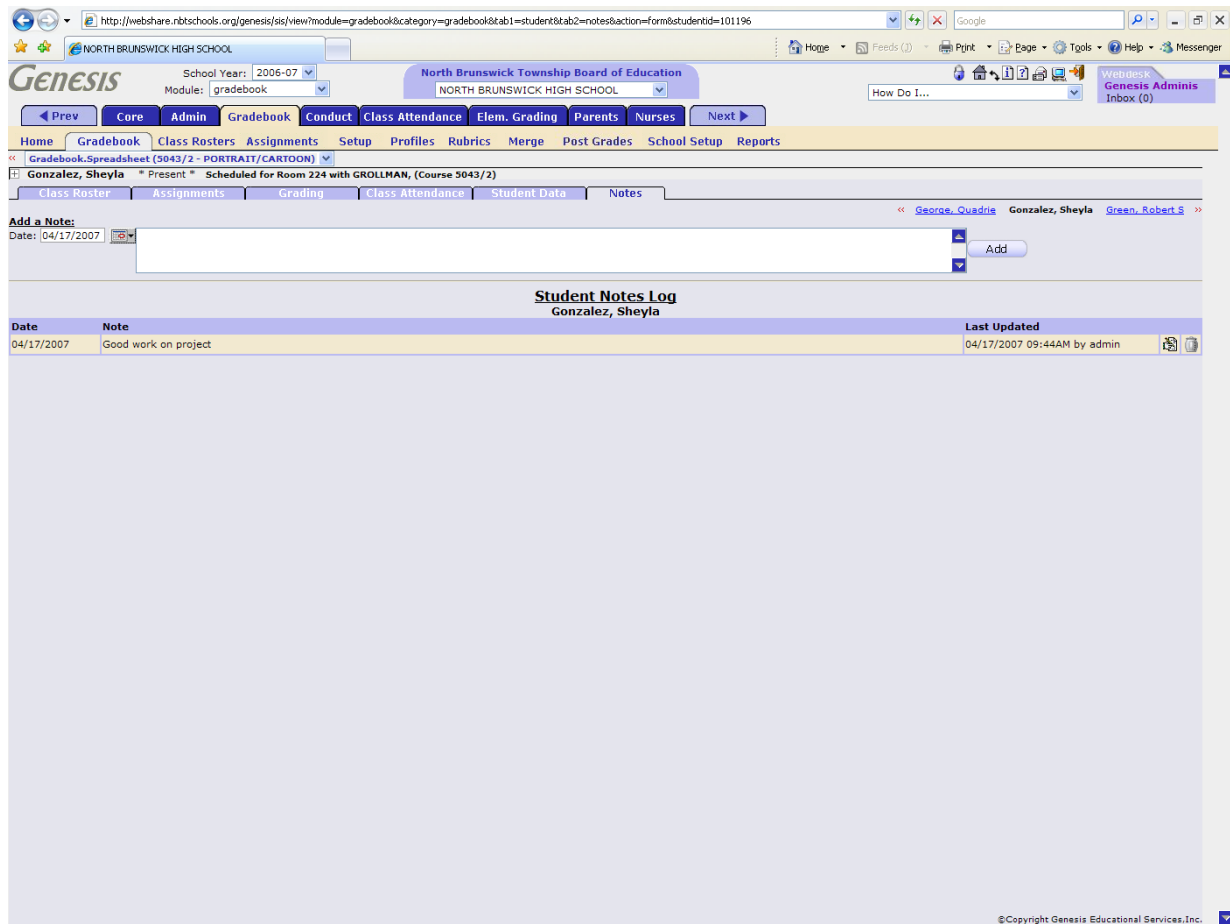 http://webshare.nbtschools.org/genesis/sis/view?module=gradebook&category=gradebook&tab1=student&tab2=notes&action=form&studentid=101196 Google
NORTH BRUNSWICK HIGH SCHOOL Home Feeds (J) Print Page Tools Help Messenger
GENESIS School Year: 2006-07 North Brunswick Township Board of Education Webdesk
Module: gradebook NORTH BRUNSWICK HIGH SCHOOL How Do I... Genesis Adminis
Inbox (0)
Prev Core Admin Gradebook Conduct Class Attendance Elem. Grading Parents Nurses Next
Home Gradebook Class Rosters Assignments Setup Profiles Rubrics Merge Post Grades School Setup Reports
« Gradebook.Spreadsheet (5043/2 - PORTRAIT/CARTOON)
Gonzalez, Sheyla * Present * Scheduled for Room 224 with GROLLMAN, (Course 5043/2)
Class Roster Assignments Grading Class Attendance Student Data Notes
« George, Quadrie Gonzalez, Sheyla Green, Robert S »
Add a Note:
Date: 04/17/2007 Add
Student Notes Log
Gonzalez, Sheyla
Date Note Last Updated
04/17/2007 Good work on project 04/17/2007 09:44AM by admin
©Copyright Genesis Educational Services,Inc.